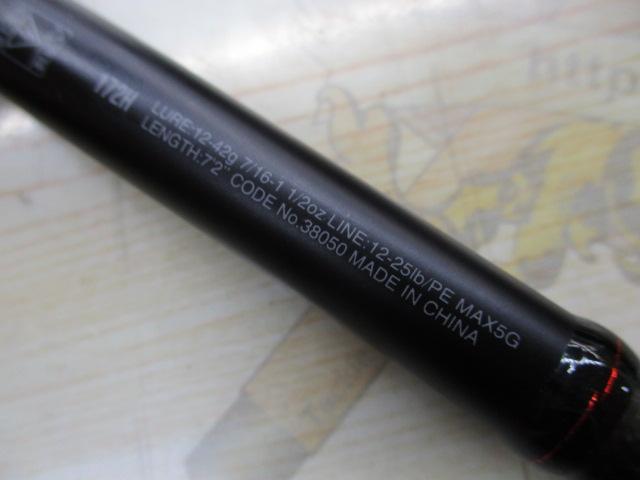 172H
LURE:12-42g 7/16-1 1/2oz LINE:12-25lb/PE MAX5G
LENGTH:7'2" CODE No.38050 MADE IN CHINA
http